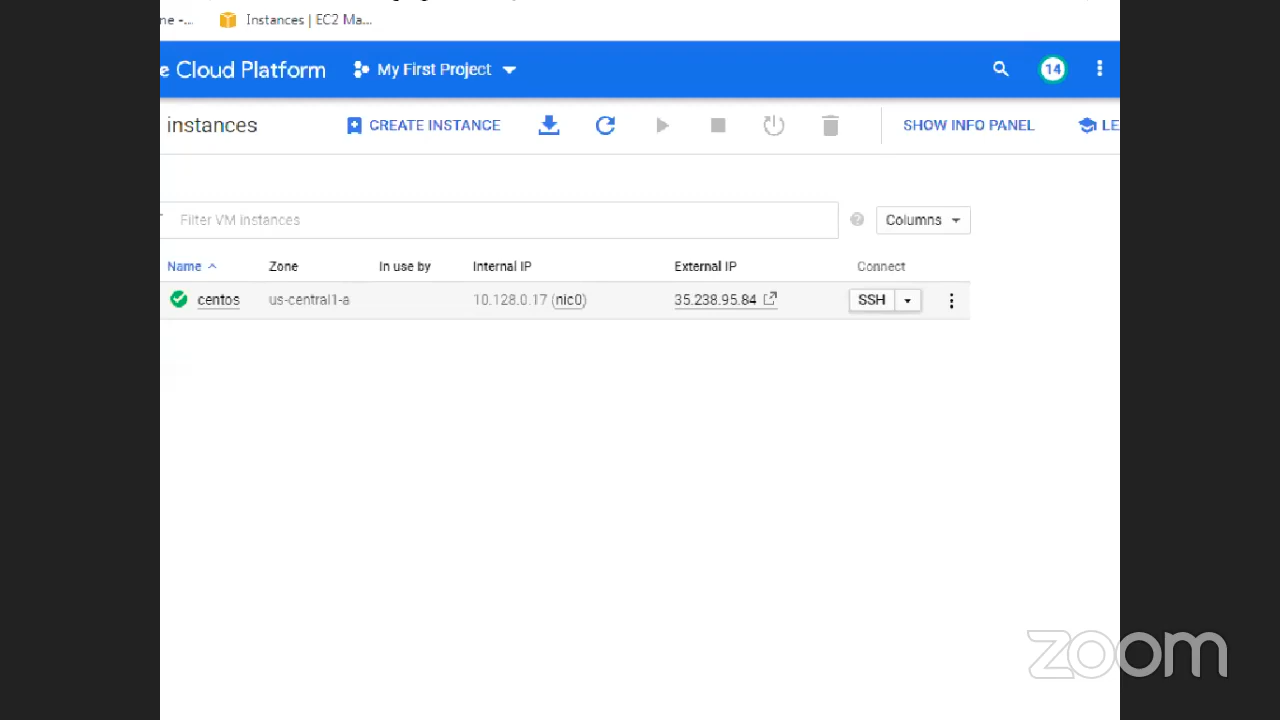 ne -... Instances | EC2 Ma...
e Cloud Platform My First Project 14
instances CREATE INSTANCE SHOW INFO PANEL LE
Filter VM instances Columns
Name Zone In use by Internal IP External IP Connect
centos us-central1-a 10.128.0.17 (nic0) 35.238.95.84 SSH
zoom